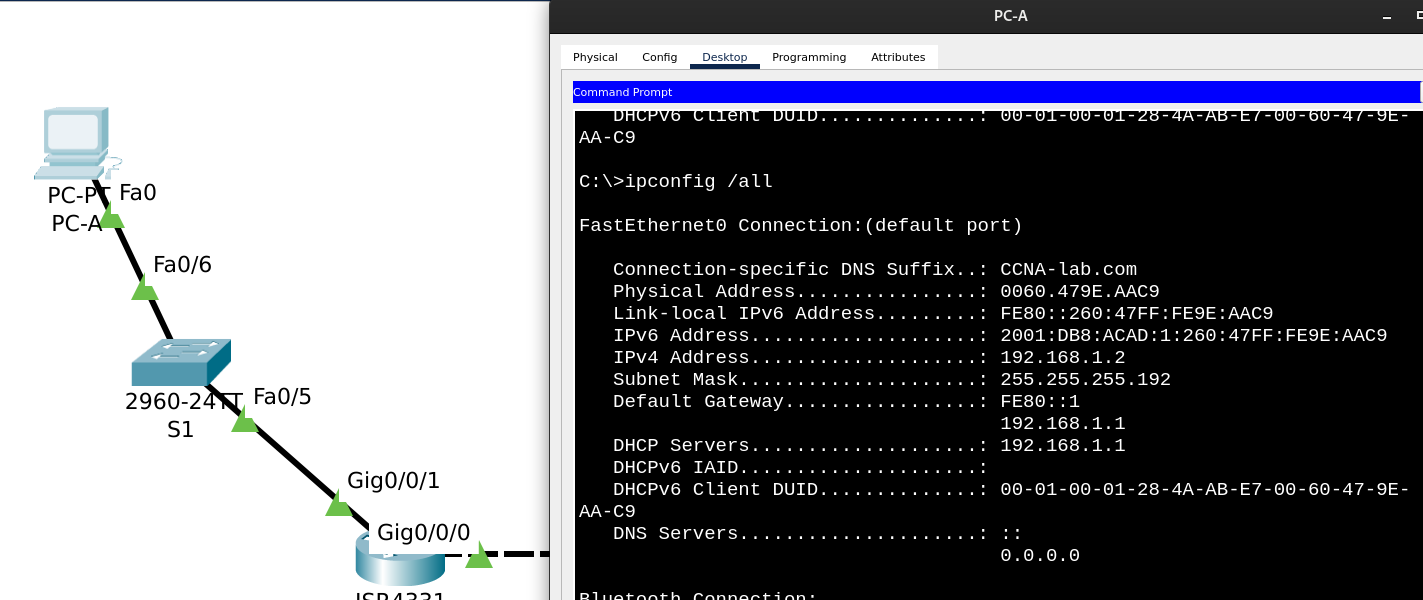 PC-A
Physical Config Desktop Programming Attributes
Command Prompt
DHCPv6 Client DUID..............: 00-01-00-01-28-4A-AB-E7-00-60-47-9E-
AA-C9
C:\>ipconfig /all
FastEthernet0 Connection:(default port)
Connection-specific DNS Suffix..: CCNA-lab.com
Physical Address................: 0060.479E.AAC9
Link-local IPv6 Address.........: FE80::260:47FF:FE9E:AAC9
IPv6 Address....................: 2001:DB8:ACAD:1:260:47FF:FE9E:AAC9
IPv4 Address....................: 192.168.1.2
Subnet Mask.....................: 255.255.255.192
Default Gateway.................: FE80::1
192.168.1.1
DHCP Servers....................: 192.168.1.1
DHCPv6 IAID.....................:
DHCPv6 Client DUID..............: 00-01-00-01-28-4A-AB-E7-00-60-47-9E-
AA-C9
DNS Servers.....................: ::
0.0.0.0
Bluetooth Connection:
PC-PT
PC-A
Fa0
Fa0/6
2960-24TT
S1
Fa0/5
Gig0/0/1
Gig0/0/0
ISR4331